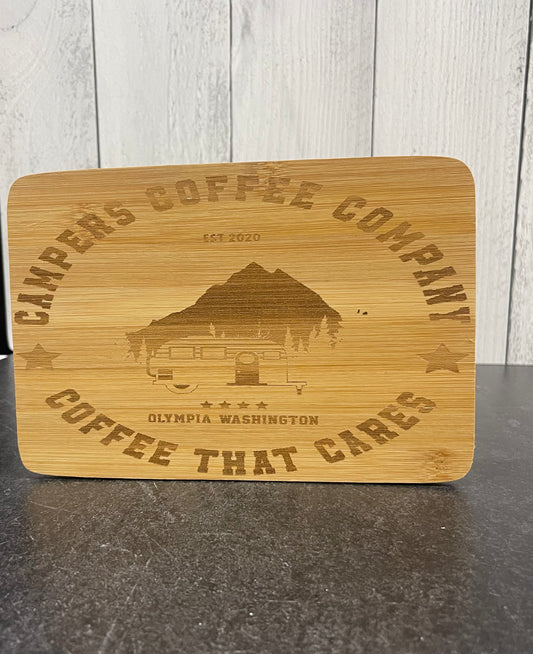 CAMPERS COFFEE COMPANY
EST 2020
OLYMPIA WASHINGTON
COFFEE THAT CARES